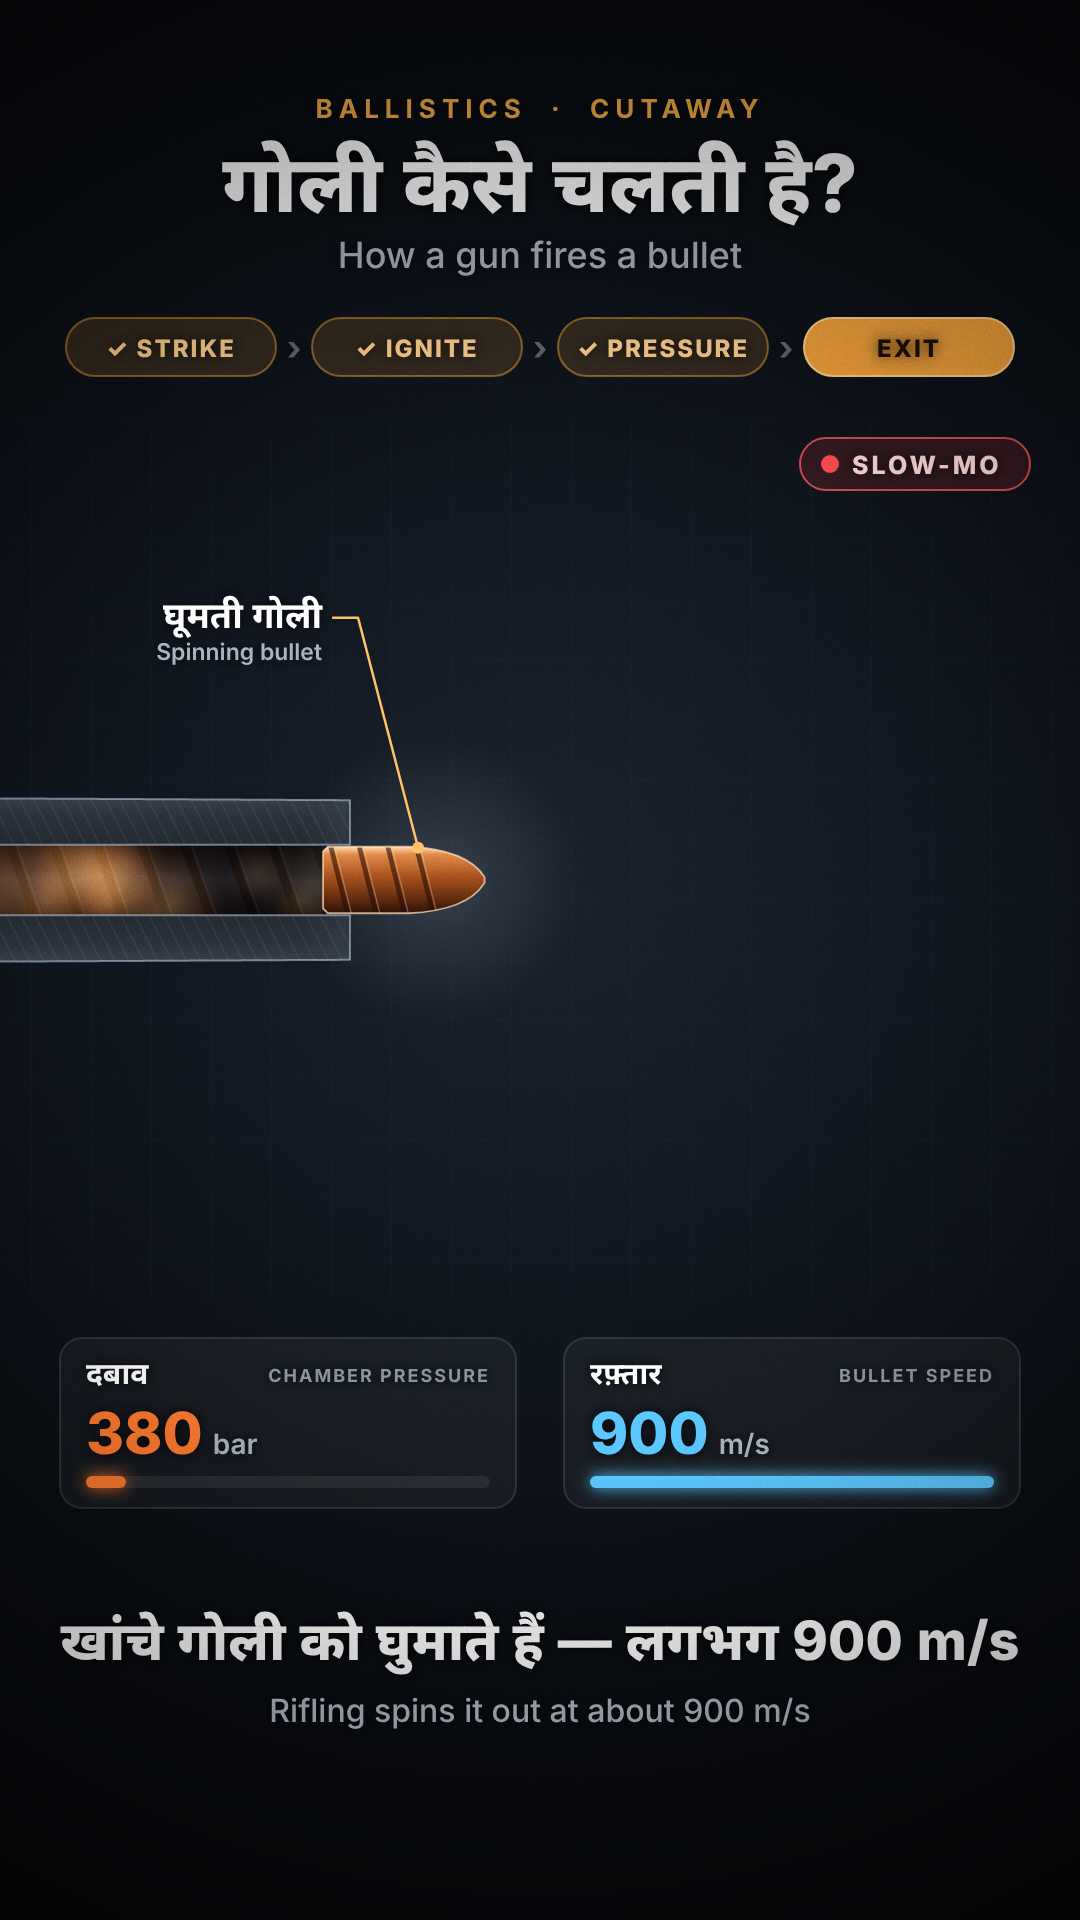 BALLISTICS · CUTAWAY
गोली कैसे चलती है?
How a gun fires a bullet
✓ STRIKE › ✓ IGNITE › ✓ PRESSURE › EXIT
SLOW-MO
घूमती गोली
Spinning bullet
दबाव CHAMBER PRESSURE
380 bar
रफ़्तार BULLET SPEED
900 m/s
खांचे गोली को घुमाते हैं — लगभग 900 m/s
Rifling spins it out at about 900 m/s